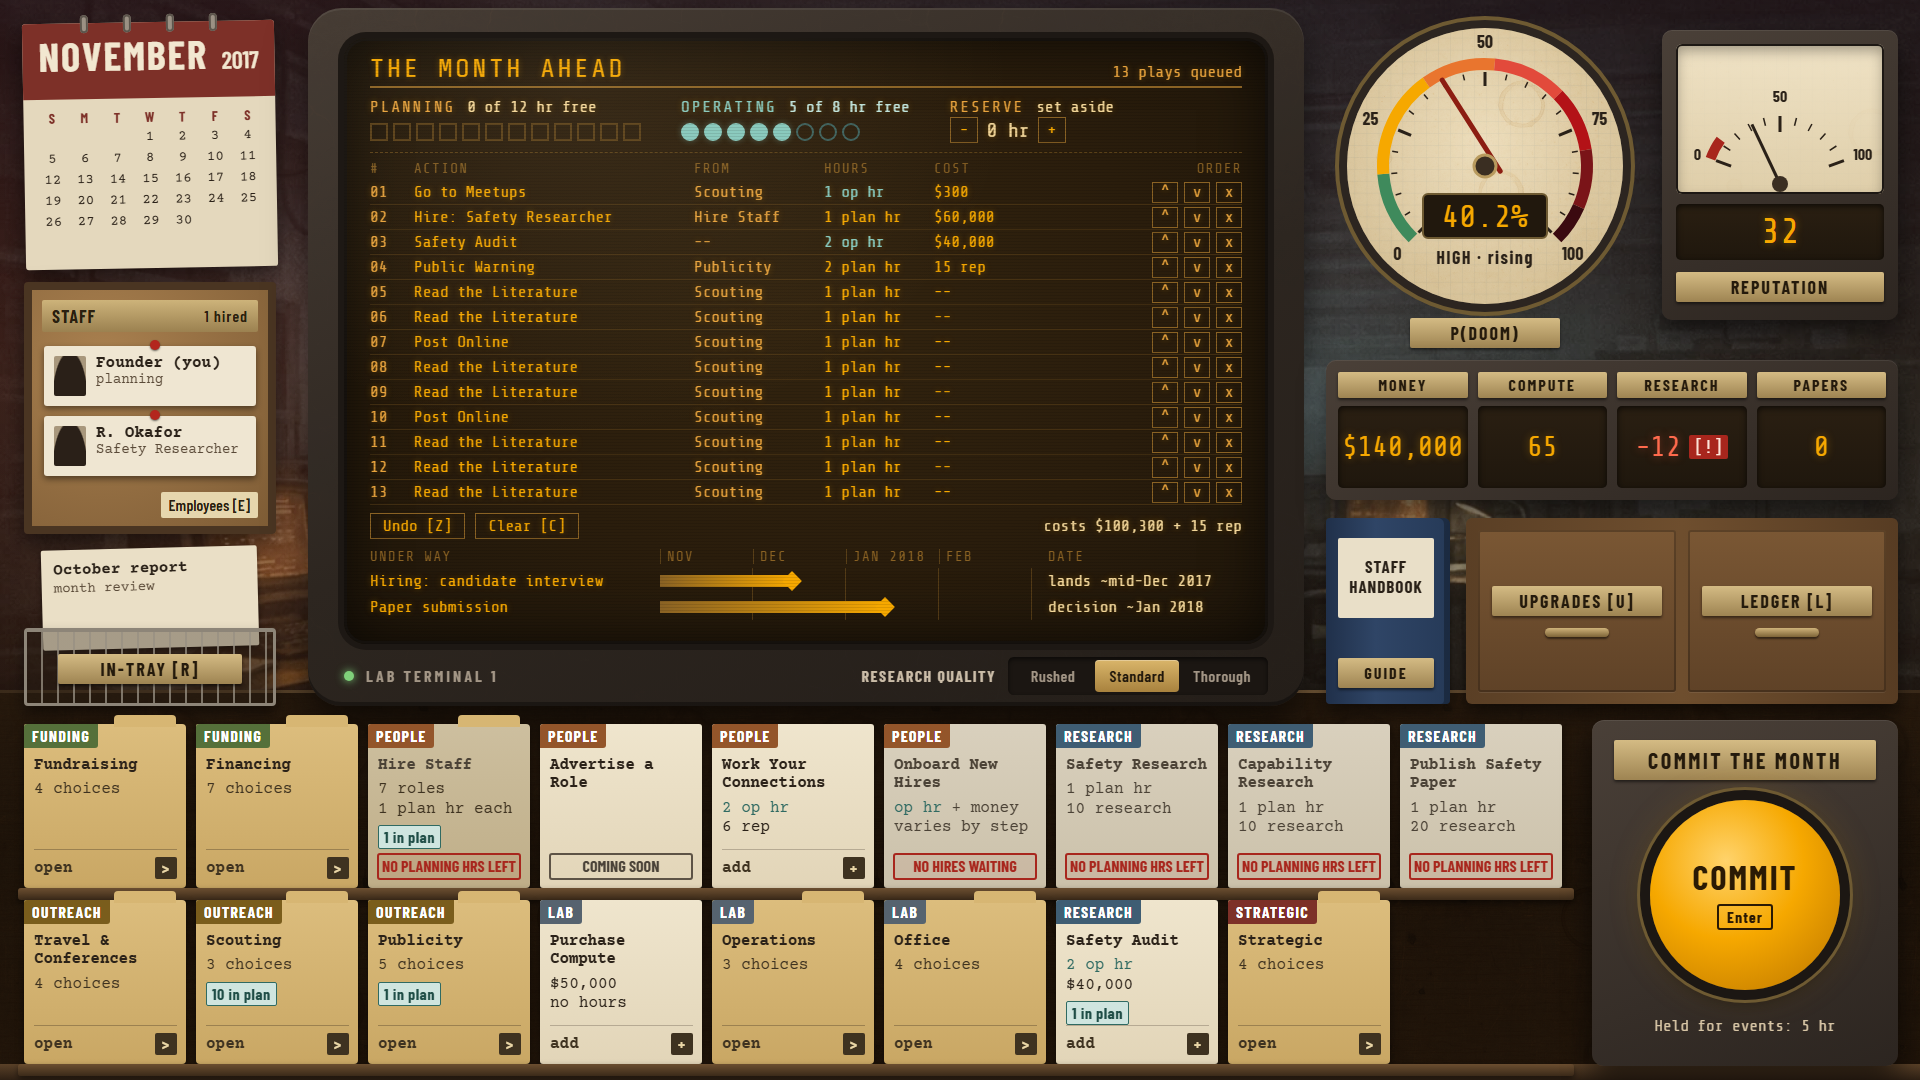 NOVEMBER 2017
S M T W T F S
1 2 3 4
5 6 7 8 9 10 11
12 13 14 15 16 17 18
19 20 21 22 23 24 25
26 27 28 29 30
STAFF 1 hired
Founder (you)
planning
R. Okafor
Safety Researcher
Employees [E]
October report
month review
IN-TRAY [R]
THE MONTH AHEAD 13 plays queued
PLANNING 0 of 12 hr free OPERATING 5 of 8 hr free RESERVE set aside
- 0 hr +
# ACTION FROM HOURS COST ORDER
01 Go to Meetups Scouting 1 op hr $300 ^ v x
02 Hire: Safety Researcher Hire Staff 1 plan hr $60,000 ^ v x
03 Safety Audit -- 2 op hr $40,000 ^ v x
04 Public Warning Publicity 2 plan hr 15 rep ^ v x
05 Read the Literature Scouting 1 plan hr -- ^ v x
06 Read the Literature Scouting 1 plan hr -- ^ v x
07 Post Online Scouting 1 plan hr -- ^ v x
08 Read the Literature Scouting 1 plan hr -- ^ v x
09 Read the Literature Scouting 1 plan hr -- ^ v x
10 Post Online Scouting 1 plan hr -- ^ v x
11 Read the Literature Scouting 1 plan hr -- ^ v x
12 Read the Literature Scouting 1 plan hr -- ^ v x
13 Read the Literature Scouting 1 plan hr -- ^ v x
Undo [Z] Clear [C] costs $100,300 + 15 rep
UNDER WAY NOV DEC JAN 2018 FEB DATE
Hiring: candidate interview lands ~mid-Dec 2017
Paper submission decision ~Jan 2018
LAB TERMINAL 1 RESEARCH QUALITY Rushed Standard Thorough
0 25 50 75 100
40.2%
HIGH · rising
P(DOOM)
0 50 100
32
REPUTATION
MONEY COMPUTE RESEARCH PAPERS
$140,000 65 -12 [!] 0
STAFF
HANDBOOK
GUIDE
UPGRADES [U] LEDGER [L]
FUNDING
Fundraising
4 choices
open >
FUNDING
Financing
7 choices
open >
PEOPLE
Hire Staff
7 roles
1 plan hr each
1 in plan
NO PLANNING HRS LEFT
PEOPLE
Advertise a
Role
COMING SOON
PEOPLE
Work Your
Connections
2 op hr
6 rep
add +
PEOPLE
Onboard New
Hires
op hr + money
varies by step
NO HIRES WAITING
RESEARCH
Safety Research
1 plan hr
10 research
NO PLANNING HRS LEFT
RESEARCH
Capability
Research
1 plan hr
10 research
NO PLANNING HRS LEFT
RESEARCH
Publish Safety
Paper
1 plan hr
20 research
NO PLANNING HRS LEFT
OUTREACH
Travel &
Conferences
4 choices
open >
OUTREACH
Scouting
3 choices
10 in plan
open >
OUTREACH
Publicity
5 choices
1 in plan
open >
LAB
Purchase
Compute
$50,000
no hours
add +
LAB
Operations
3 choices
open >
LAB
Office
4 choices
open >
RESEARCH
Safety Audit
2 op hr
$40,000
1 in plan
add +
STRATEGIC
Strategic
4 choices
open >
COMMIT THE MONTH
COMMIT
Enter
Held for events: 5 hr